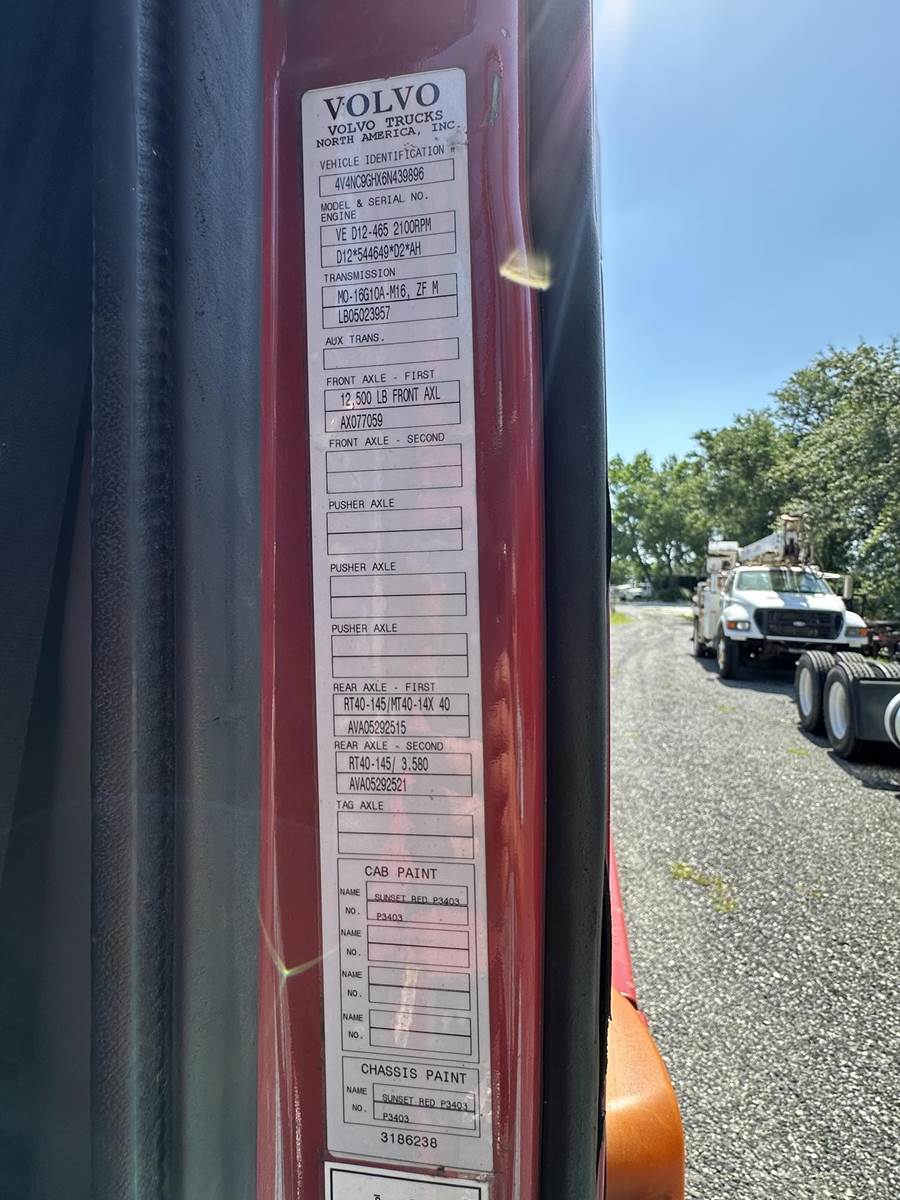 VOLVO
VOLVO TRUCKS
NORTH AMERICA, INC.
VEHICLE IDENTIFICATION #
4V4NC9GHX6N439896
MODEL & SERIAL NO.
ENGINE
VE D12-465 2100RPM
D12*544649*D2*AH
TRANSMISSION
MO-16G10A-M16, ZF M
LB05023957
AUX TRANS.
FRONT AXLE - FIRST
12,500 LB FRONT AXL
AX077059
FRONT AXLE - SECOND
PUSHER AXLE
PUSHER AXLE
PUSHER AXLE
REAR AXLE - FIRST
RT40-145/MT40-14X 40
AVA05292515
REAR AXLE - SECOND
RT40-145/ 3.580
AVA05292521
TAG AXLE
CAB PAINT
NAME SUNSET RED P3403
NO. P3403
NAME
NO.
NAME
NO.
NAME
NO.
CHASSIS PAINT
NAME SUNSET RED P3403
NO. P3403
3186238